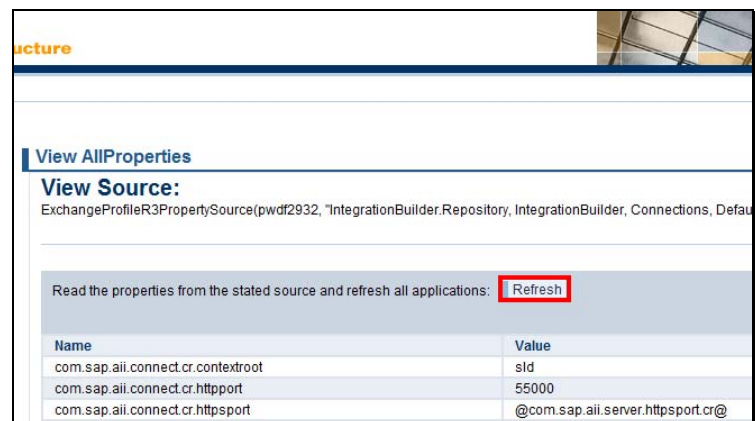 ucture
View AllProperties
View Source:
ExchangeProfileR3PropertySource(pwdf2932, "IntegrationBuilder.Repository, IntegrationBuilder, Connections, Defau
Read the properties from the stated source and refresh all applications: Refresh
Name Value
com.sap.aii.connect.cr.contextroot sld
com.sap.aii.connect.cr.httpport 55000
com.sap.aii.connect.cr.httpsport @com.sap.aii.server.httpsport.cr@